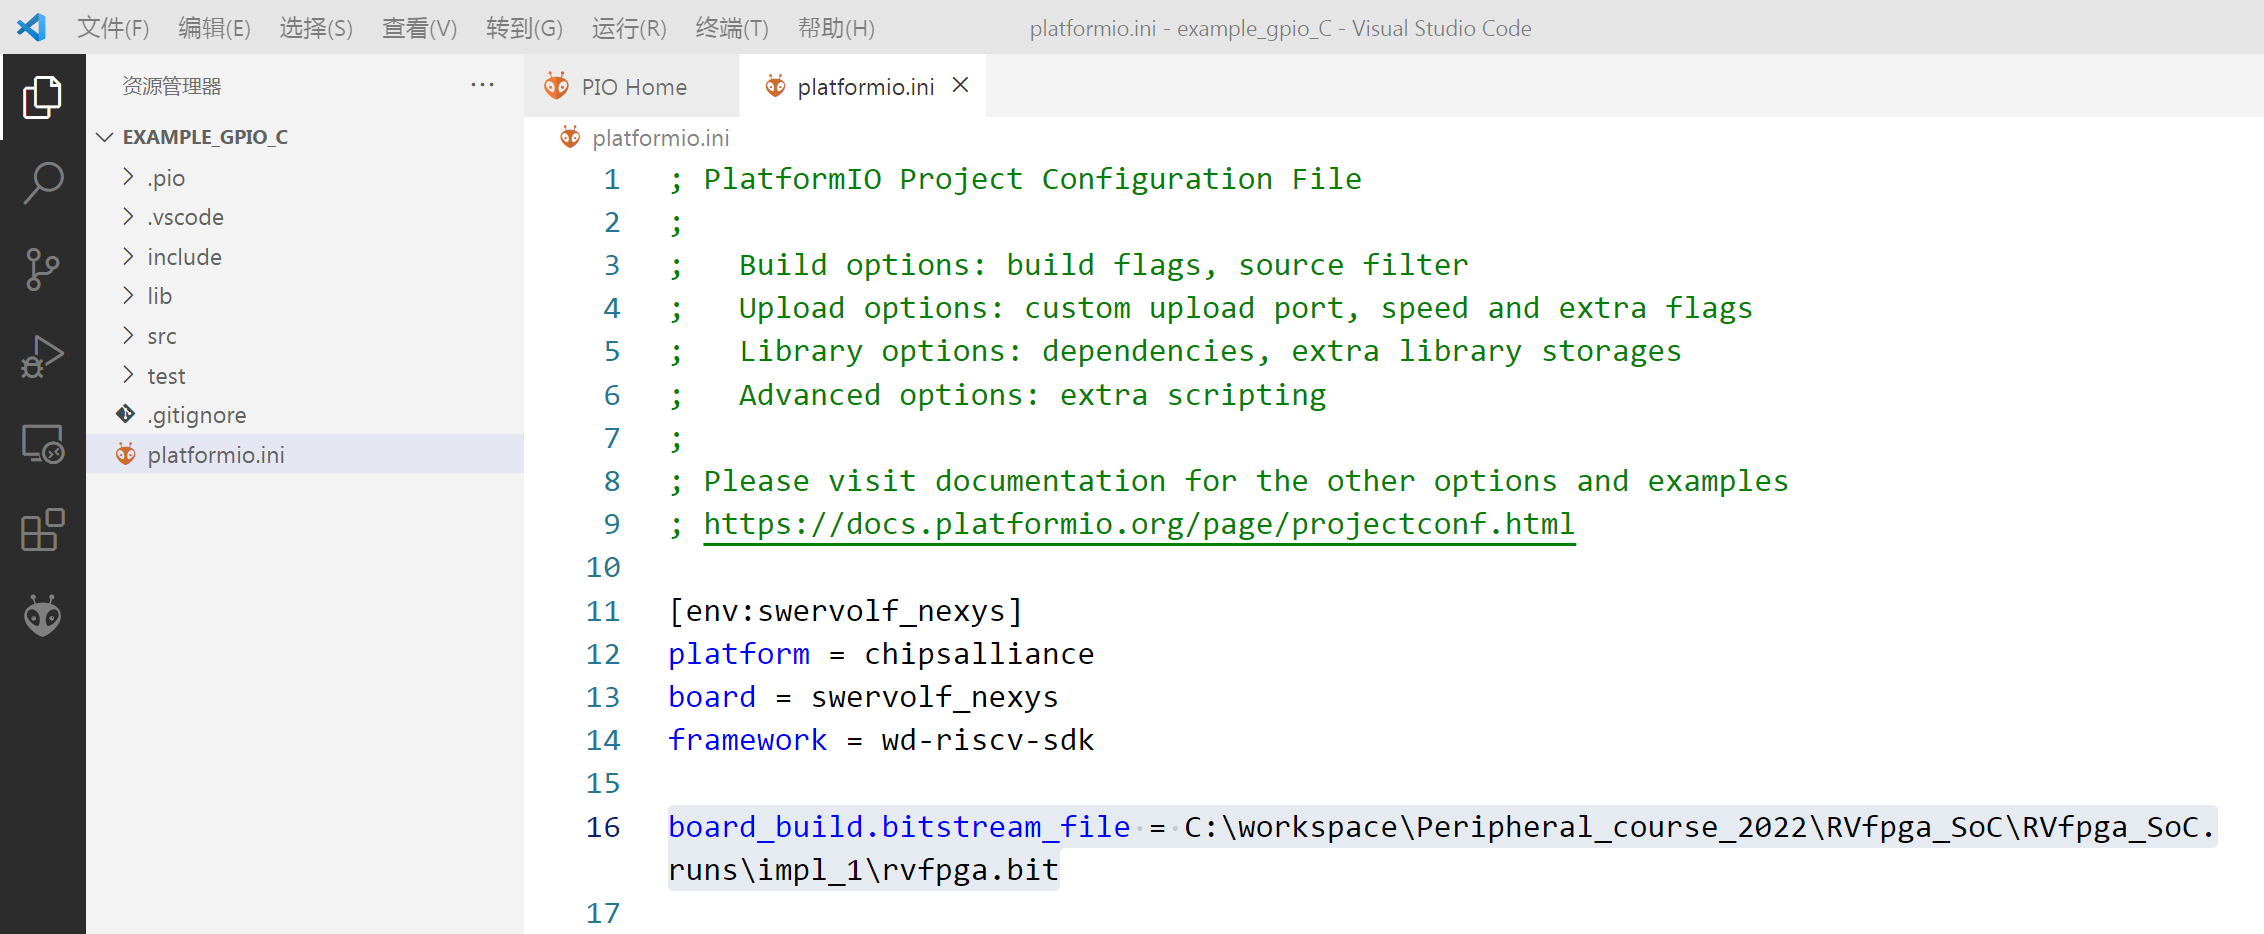 文件(F) 编辑(E) 选择(S) 查看(V) 转到(G) 运行(R) 终端(T) 帮助(H) platformio.ini - example_gpio_C - Visual Studio Code
资源管理器 ···
EXAMPLE_GPIO_C
.pio
.vscode
include
lib
src
test
.gitignore
platformio.ini
PIO Home platformio.ini
platformio.ini
1 ; PlatformIO Project Configuration File
2 ;
3 ;   Build options: build flags, source filter
4 ;   Upload options: custom upload port, speed and extra flags
5 ;   Library options: dependencies, extra library storages
6 ;   Advanced options: extra scripting
7 ;
8 ; Please visit documentation for the other options and examples
9 ; https://docs.platformio.org/page/projectconf.html
10
11 [env:swervolf_nexys]
12 platform = chipsalliance
13 board = swervolf_nexys
14 framework = wd-riscv-sdk
15
16 board_build.bitstream_file = C:\workspace\Peripheral_course_2022\RVfpga_SoC\RVfpga_SoC.
runs\impl_1\rvfpga.bit
17